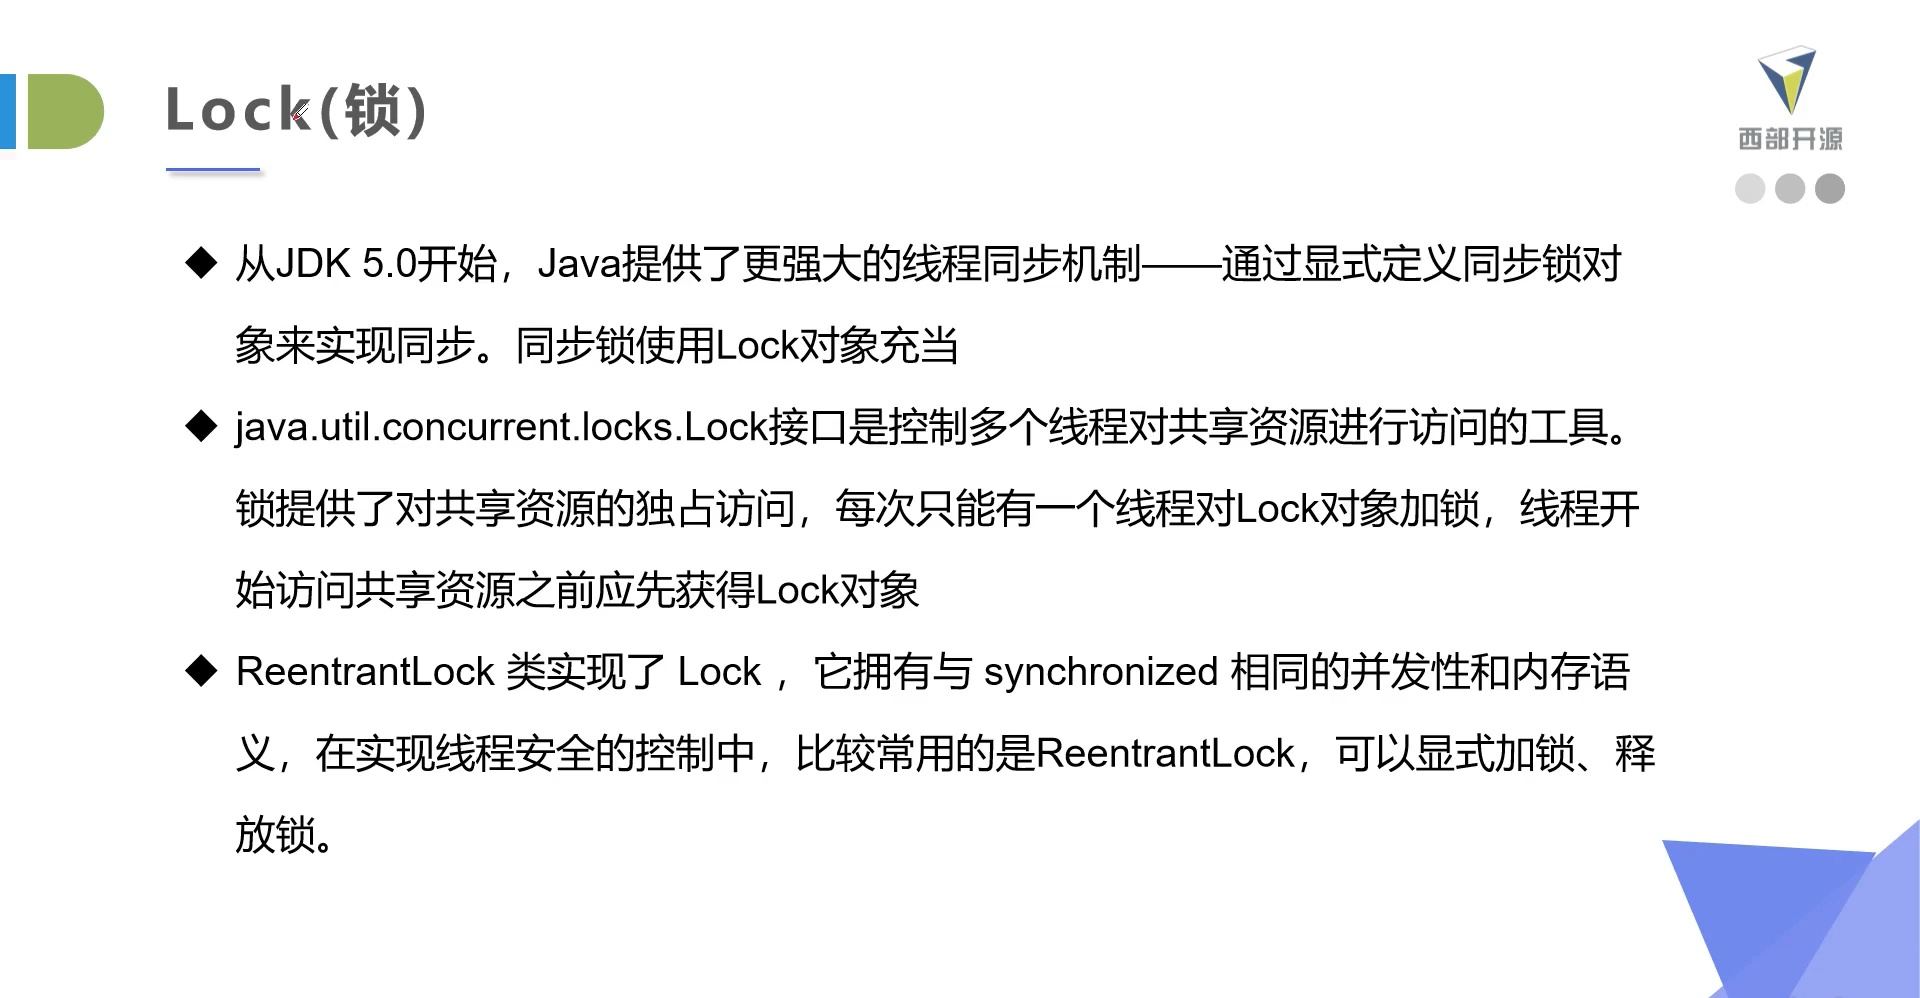 Lock(锁)
西部开源
◆ 从JDK 5.0开始，Java提供了更强大的线程同步机制——通过显式定义同步锁对
象来实现同步。同步锁使用Lock对象充当
◆ java.util.concurrent.locks.Lock接口是控制多个线程对共享资源进行访问的工具。
锁提供了对共享资源的独占访问，每次只能有一个线程对Lock对象加锁，线程开
始访问共享资源之前应先获得Lock对象
◆ ReentrantLock 类实现了 Lock ，它拥有与 synchronized 相同的并发性和内存语
义，在实现线程安全的控制中，比较常用的是ReentrantLock，可以显式加锁、释
放锁。